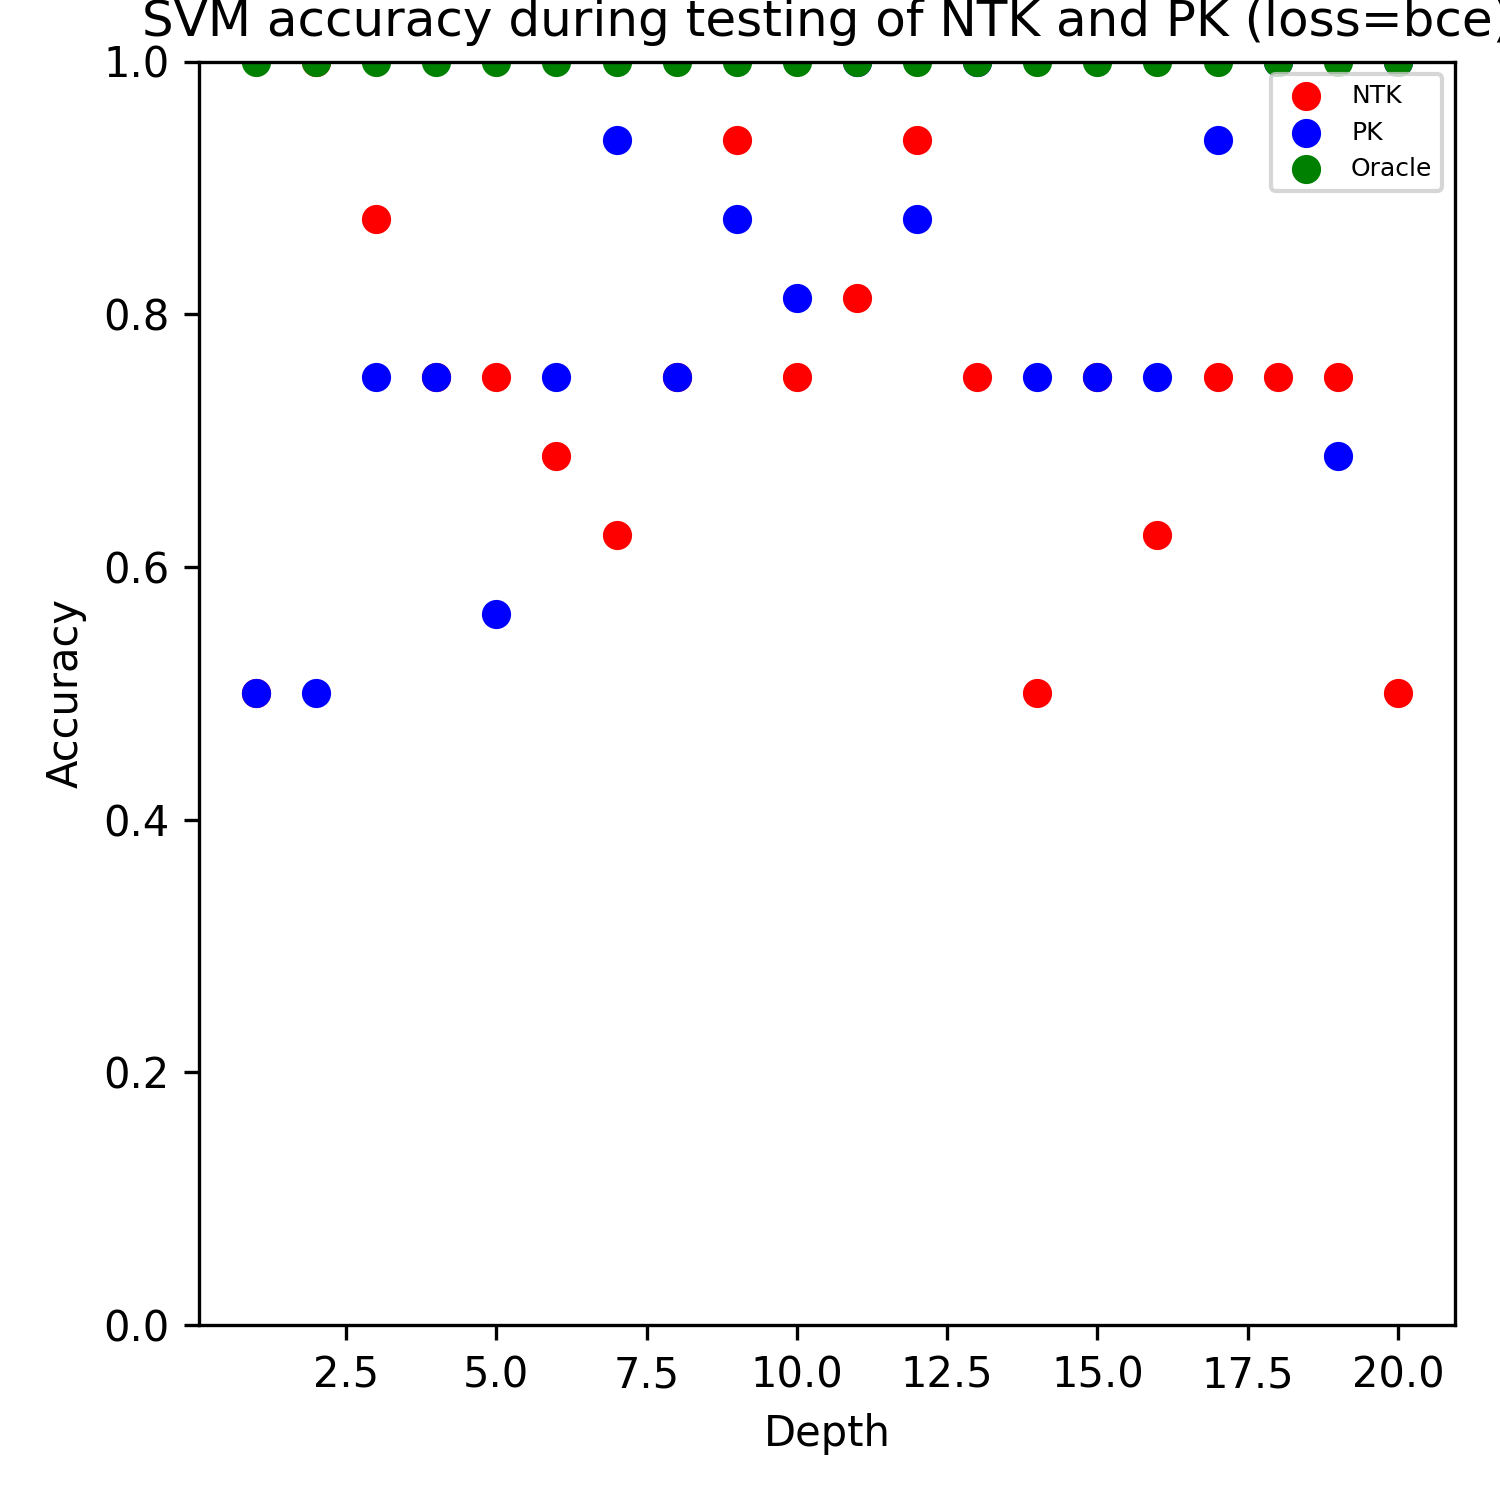 SVM accuracy during testing of NTK and PK (loss=bce)
1.0
0.8
0.6
0.4
0.2
0.0
Accuracy
NTK
PK
Oracle
2.5 5.0 7.5 10.0 12.5 15.0 17.5 20.0
Depth